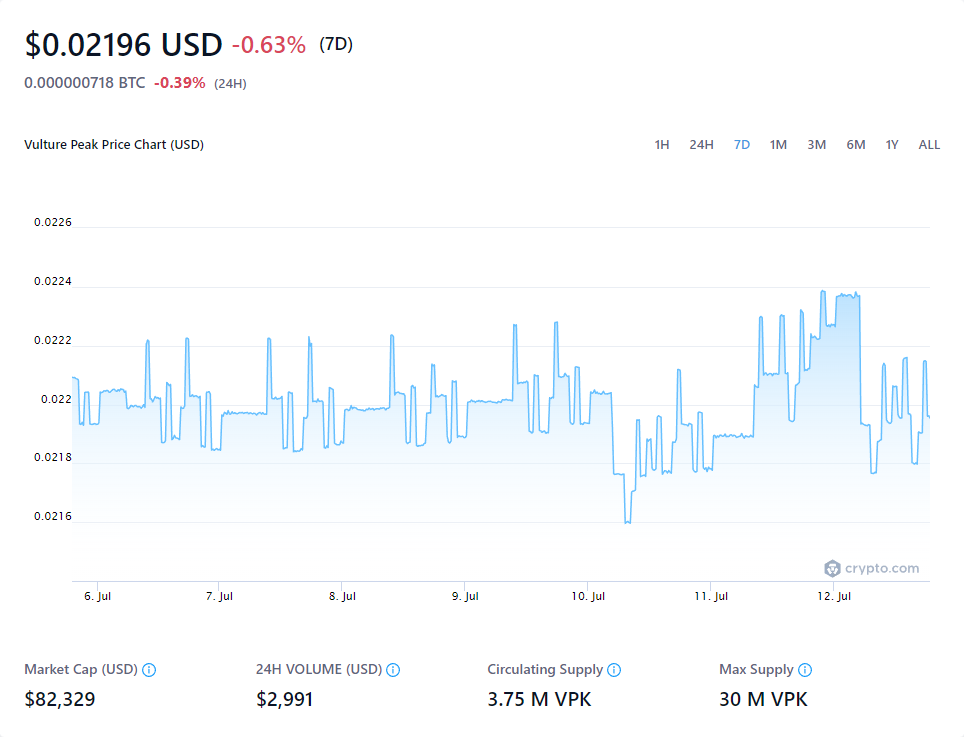 $0.02196 USD -0.63% (7D)
0.000000718 BTC -0.39% (24H)
Vulture Peak Price Chart (USD) 1H 24H 7D 1M 3M 6M 1Y ALL
0.0226
0.0224
0.0222
0.022
0.0218
0.0216
crypto.com
6. Jul 7. Jul 8. Jul 9. Jul 10. Jul 11. Jul 12. Jul
Market Cap (USD) 24H VOLUME (USD) Circulating Supply Max Supply
$82,329 $2,991 3.75 M VPK 30 M VPK